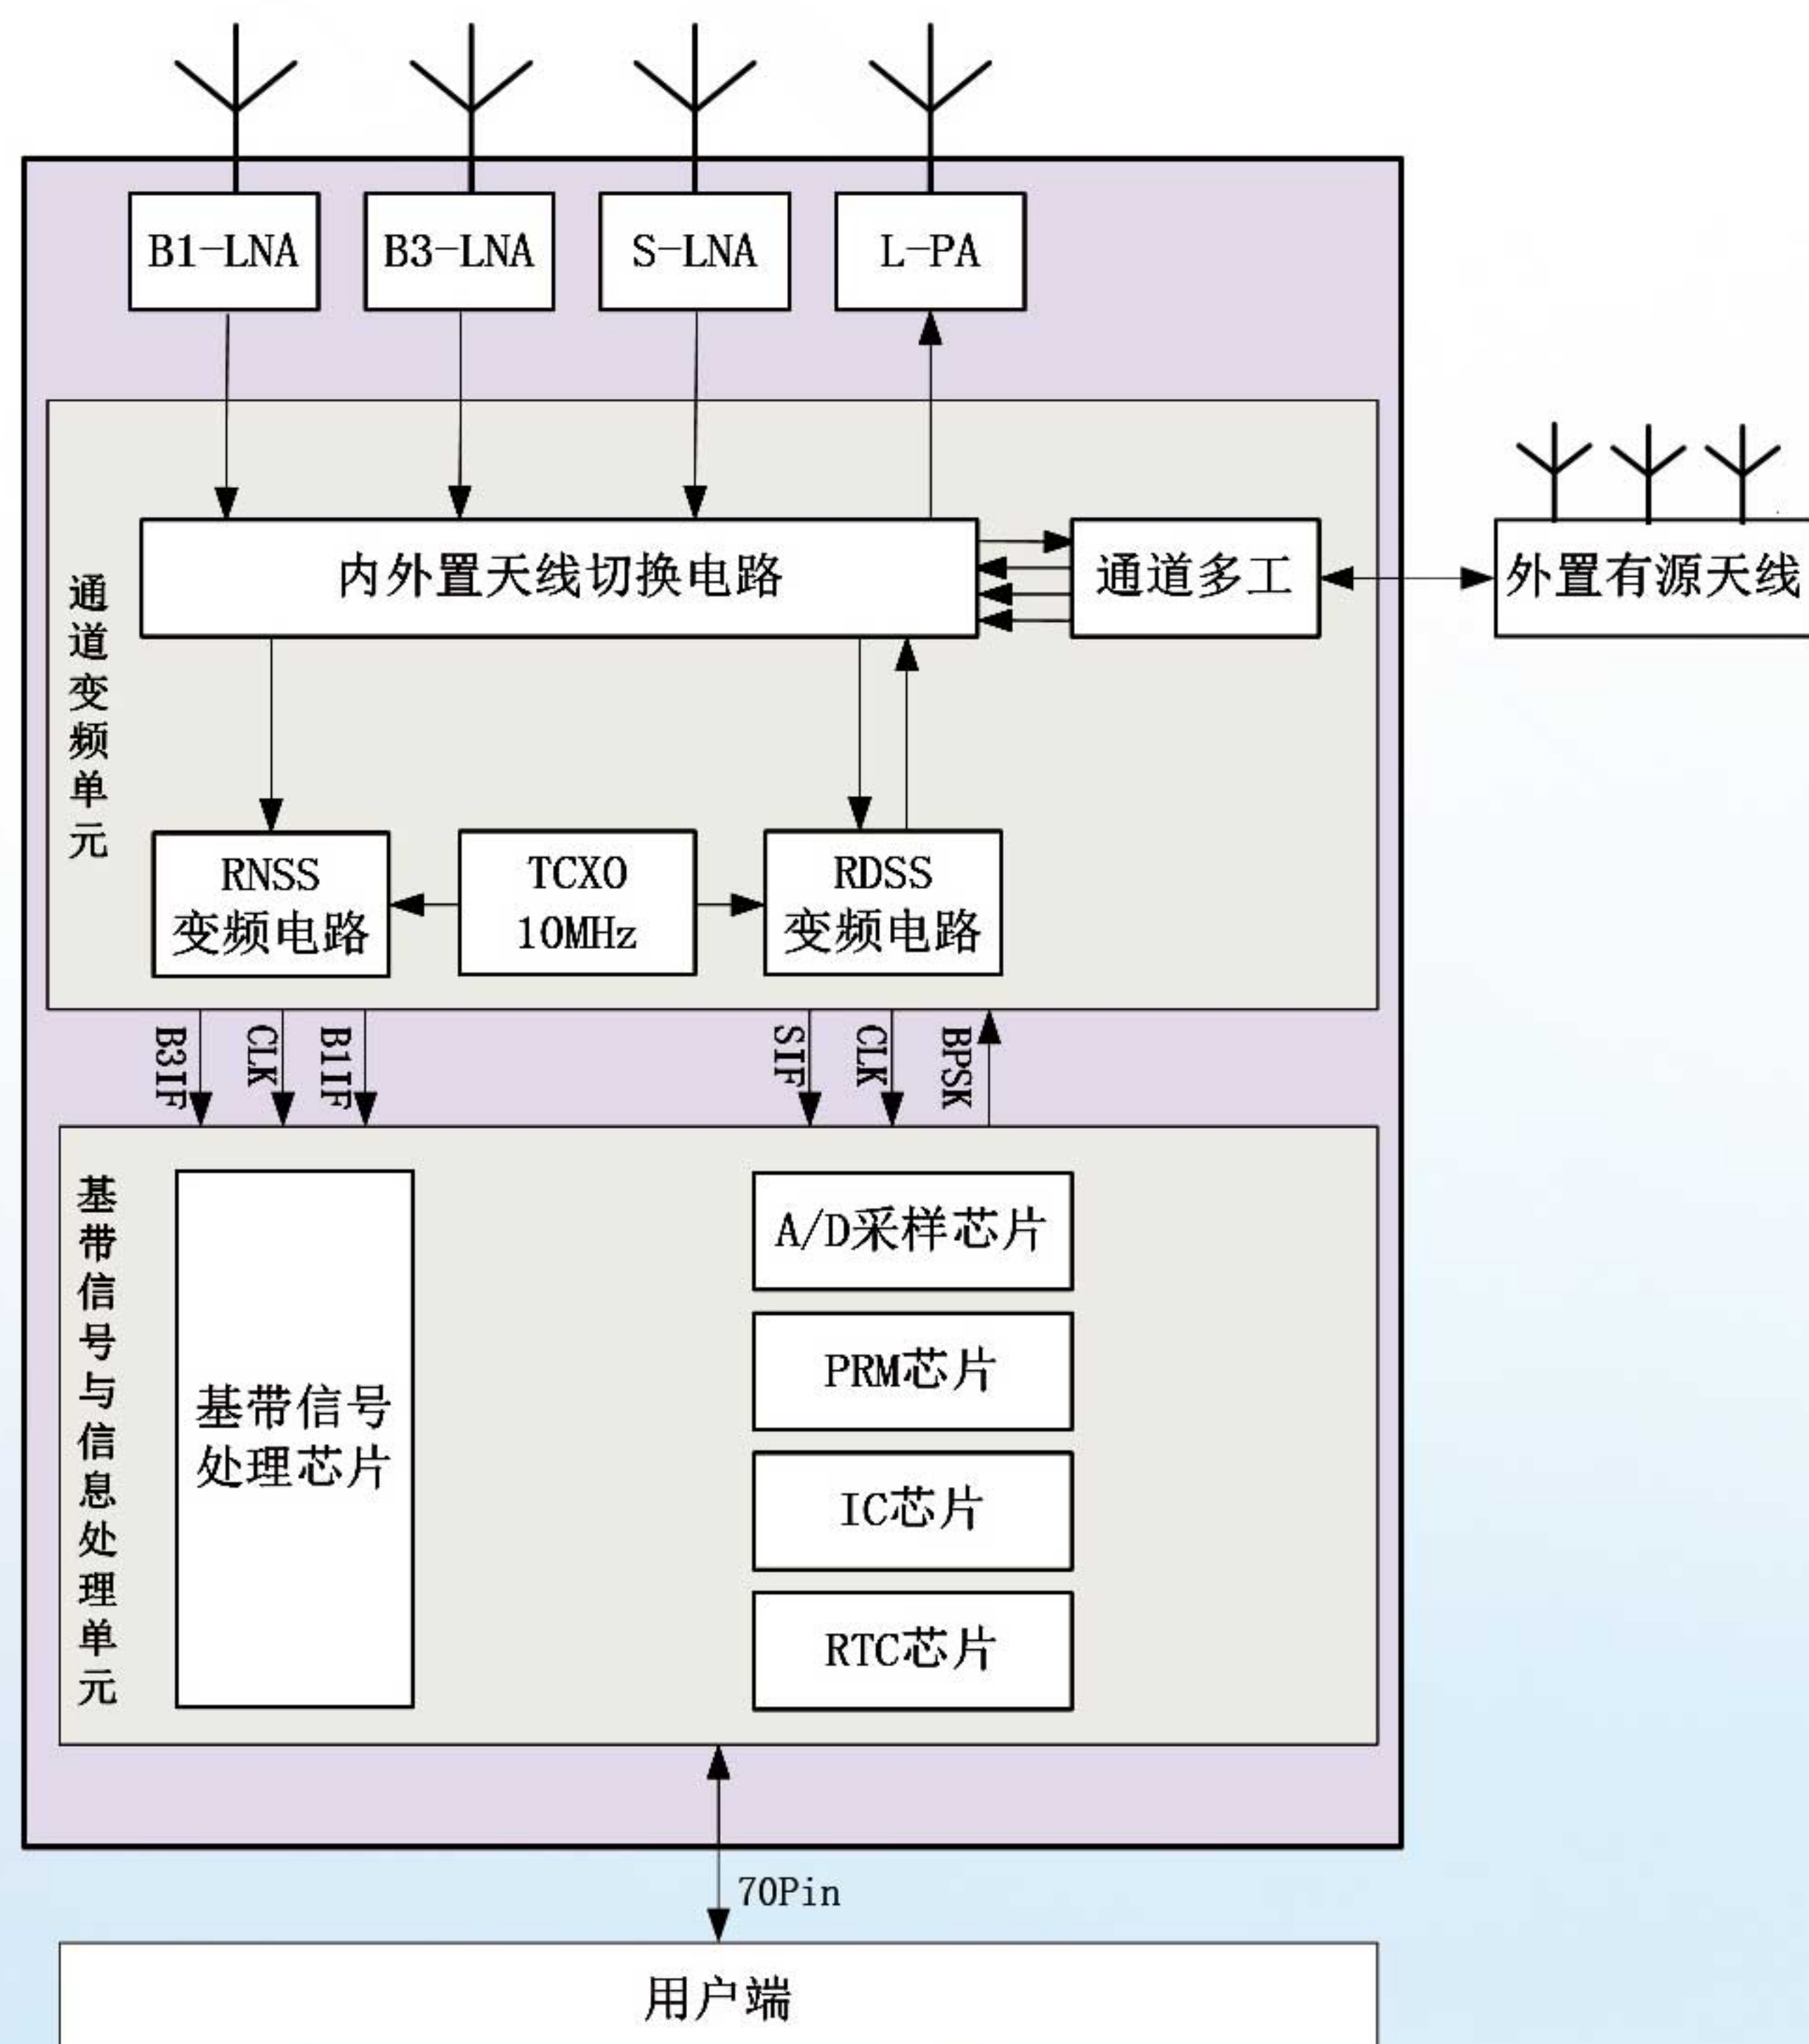 B1-LNA
B3-LNA
S-LNA
L-PA
内外置天线切换电路
通道多工
外置有源天线
通道变频单元
RNSS
变频电路
TCXO
10MHz
RDSS
变频电路
B3IF
CLK
B1IF
SIF
CLK
BPSK
基带信号与信息处理单元
基带信号
处理芯片
A/D采样芯片
PRM芯片
IC芯片
RTC芯片
70Pin
用户端